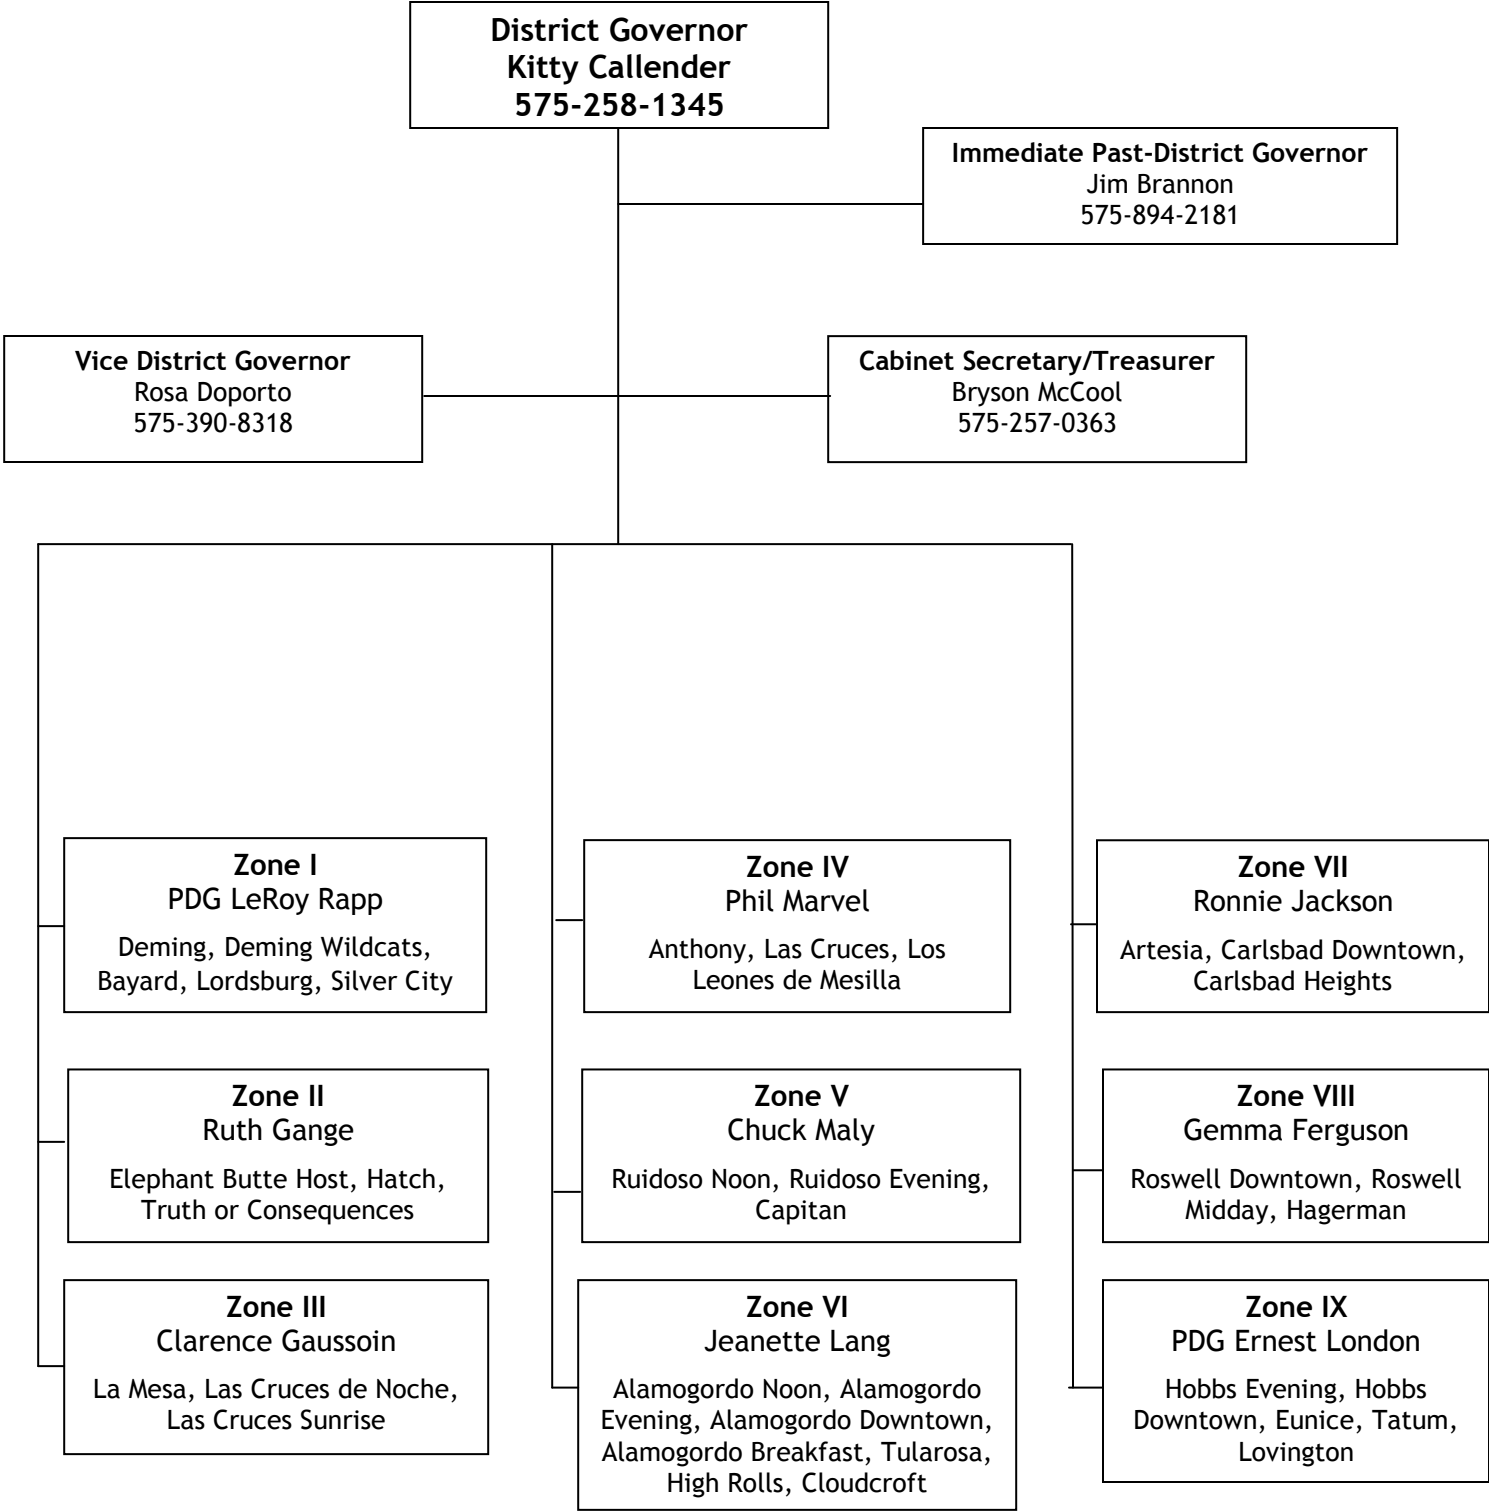 District Governor
Kitty Callender
575-258-1345
Immediate Past-District Governor
Jim Brannon
575-894-2181
Vice District Governor
Rosa Doporto
575-390-8318
Cabinet Secretary/Treasurer
Bryson McCool
575-257-0363
Zone I
PDG LeRoy Rapp
Deming, Deming Wildcats,
Bayard, Lordsburg, Silver City
Zone IV
Phil Marvel
Anthony, Las Cruces, Los
Leones de Mesilla
Zone VII
Ronnie Jackson
Artesia, Carlsbad Downtown,
Carlsbad Heights
Zone II
Ruth Gange
Elephant Butte Host, Hatch,
Truth or Consequences
Zone V
Chuck Maly
Ruidoso Noon, Ruidoso Evening,
Capitan
Zone VIII
Gemma Ferguson
Roswell Downtown, Roswell
Midday, Hagerman
Zone III
Clarence Gaussoin
La Mesa, Las Cruces de Noche,
Las Cruces Sunrise
Zone VI
Jeanette Lang
Alamogordo Noon, Alamogordo
Evening, Alamogordo Downtown,
Alamogordo Breakfast, Tularosa,
High Rolls, Cloudcroft
Zone IX
PDG Ernest London
Hobbs Evening, Hobbs
Downtown, Eunice, Tatum,
Lovington